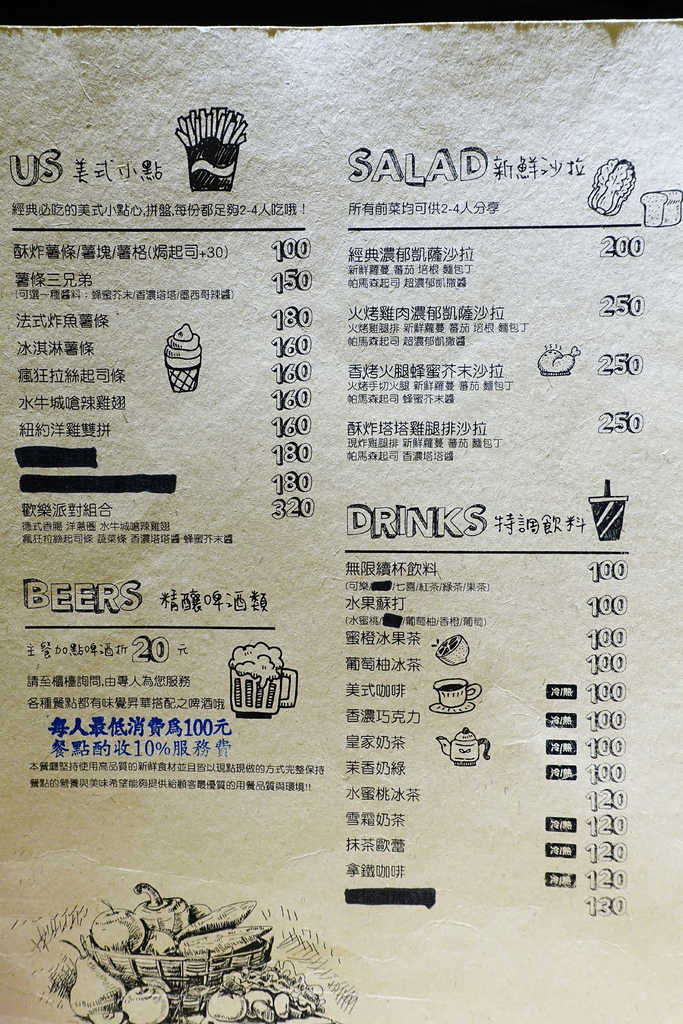 US 美式小點
經典必吃的美式小點心,拼盤,每份都足夠2-4人吃哦！
酥炸薯條/薯塊/薯格(焗起司+30) 100
薯條三兄弟 150
(可選一種醬料：蜂蜜芥末/香濃塔塔/墨西哥辣醬)
法式炸魚薯條 180
冰淇淋薯條 160
瘋狂拉絲起司條 160
水牛城嗆辣雞翅 160
紐約洋雞雙拼 160
180
180
歡樂派對組合 320
德式香腸 洋蔥圈 水牛城嗆辣雞翅
瘋狂拉絲起司條 蔬菜條 香濃塔塔醬 蜂蜜芥末醬
BEERS 精釀啤酒類
主餐加點啤酒折 20 元
請至櫃檯詢問,由專人為您服務
各種餐點都有味覺昇華搭配之啤酒哦
每人最低消費為100元
餐點酌收10%服務費
本餐廳堅持使用高品質的新鮮食材並且皆以現點現做的方式完整保持
餐點的營養與美味希望能夠提供給顧客最優質的用餐品質與環境!!
SALAD 新鮮沙拉
所有前菜均可供2-4人分享
經典濃郁凱薩沙拉 200
新鮮蘿蔓 蕃茄 培根 麵包丁
帕馬森起司 超濃郁凱撒醬
火烤雞肉濃郁凱薩沙拉 250
火烤雞腿排 新鮮蘿蔓 蕃茄 培根 麵包丁
帕馬森起司 超濃郁凱撒醬
香烤火腿蜂蜜芥末沙拉 250
火烤手切火腿 新鮮蘿蔓 蕃茄 麵包丁
帕馬森起司 蜂蜜芥末醬
酥炸塔塔雞腿排沙拉 250
現炸雞腿排 新鮮蘿蔓 蕃茄 麵包丁
帕馬森起司 香濃塔塔醬
DRINKS 特調飲料
無限續杯飲料 100
(可樂/ /七喜/紅茶/綠茶/果茶)
水果蘇打 100
(水蜜桃/ /葡萄柚/香橙/葡萄)
蜜橙冰果茶 100
葡萄柚冰茶 100
美式咖啡 冷/熱 100
香濃巧克力 冷/熱 100
皇家奶茶 冷/熱 100
茉香奶綠 冷/熱 100
水蜜桃冰茶 120
雪霜奶茶 冷/熱 120
抹茶歐蕾 冷/熱 120
拿鐵咖啡 冷/熱 120
130